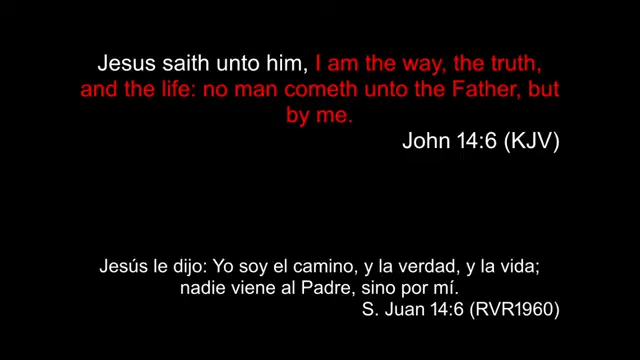 Jesus saith unto him, I am the way, the truth,
and the life: no man cometh unto the Father, but
by me.
John 14:6 (KJV)
Jesús le dijo: Yo soy el camino, y la verdad, y la vida;
nadie viene al Padre, sino por mí.
S. Juan 14:6 (RVR1960)